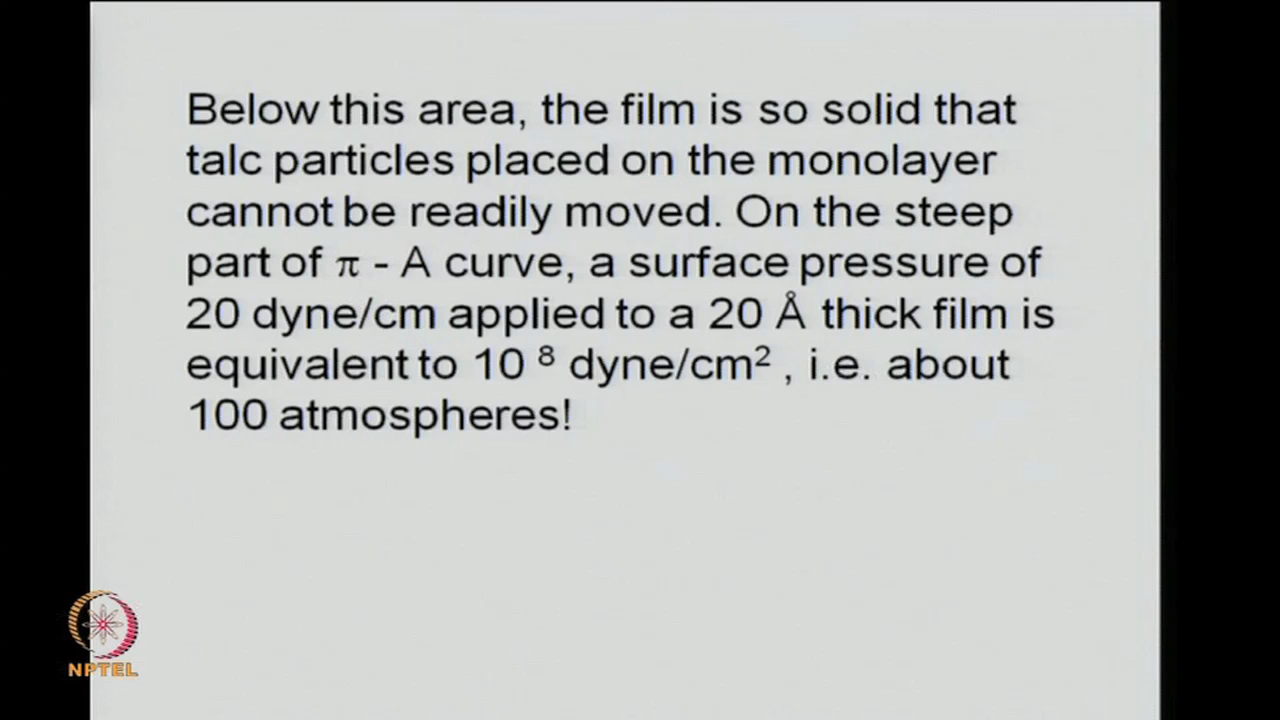 Below this area, the film is so solid that
talc particles placed on the monolayer
cannot be readily moved. On the steep
part of π - A curve, a surface pressure of
20 dyne/cm applied to a 20 Å thick film is
equivalent to 10 ⁸ dyne/cm² , i.e. about
100 atmospheres!
NPTEL